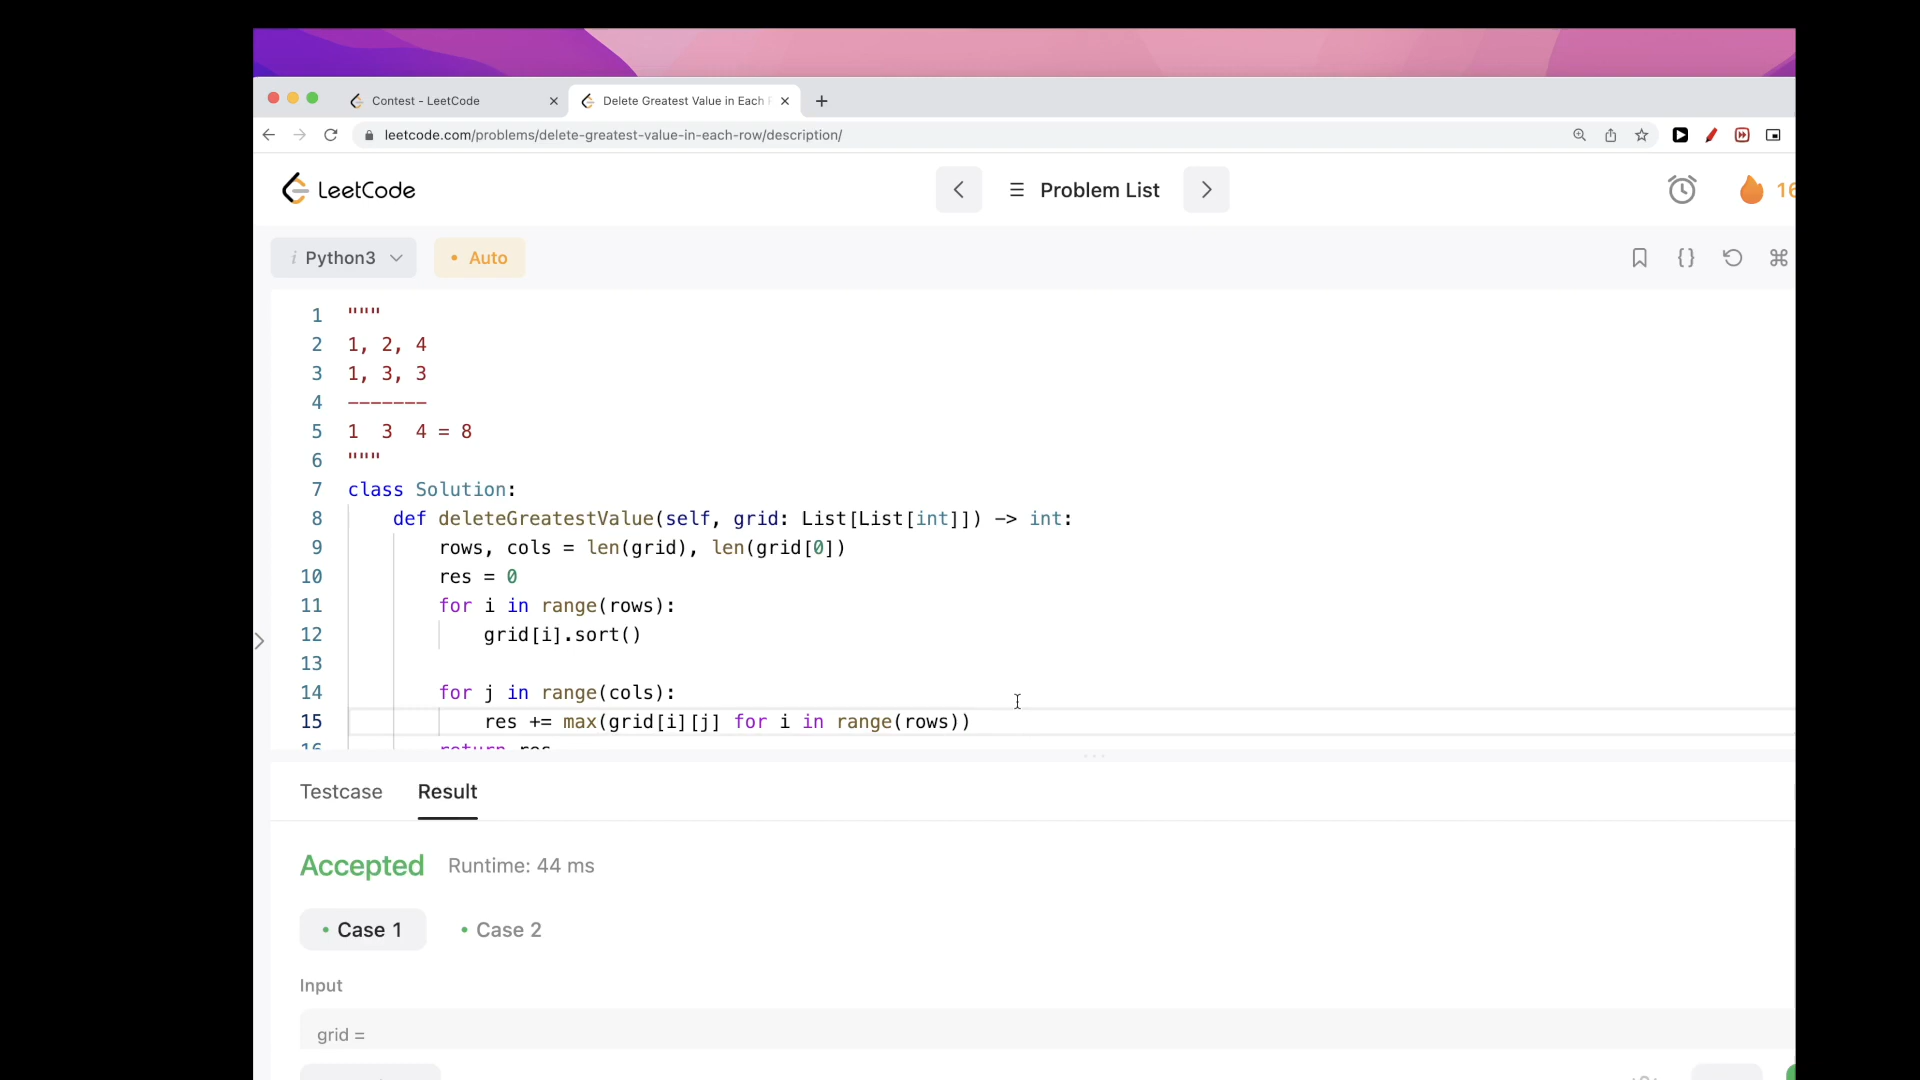 Contest - LeetCode
Delete Greatest Value in Each
leetcode.com/problems/delete-greatest-value-in-each-row/description/
LeetCode
Problem List
16
i Python3
• Auto
1 """
2 1, 2, 4
3 1, 3, 3
4 -------
5 1  3  4 = 8
6 """
7 class Solution:
8     def deleteGreatestValue(self, grid: List[List[int]]) -> int:
9         rows, cols = len(grid), len(grid[0])
10         res = 0
11         for i in range(rows):
12             grid[i].sort()
13
14         for j in range(cols):
15             res += max(grid[i][j] for i in range(rows))
16         return res
Testcase
Result
Accepted
Runtime: 44 ms
• Case 1
• Case 2
Input
grid =